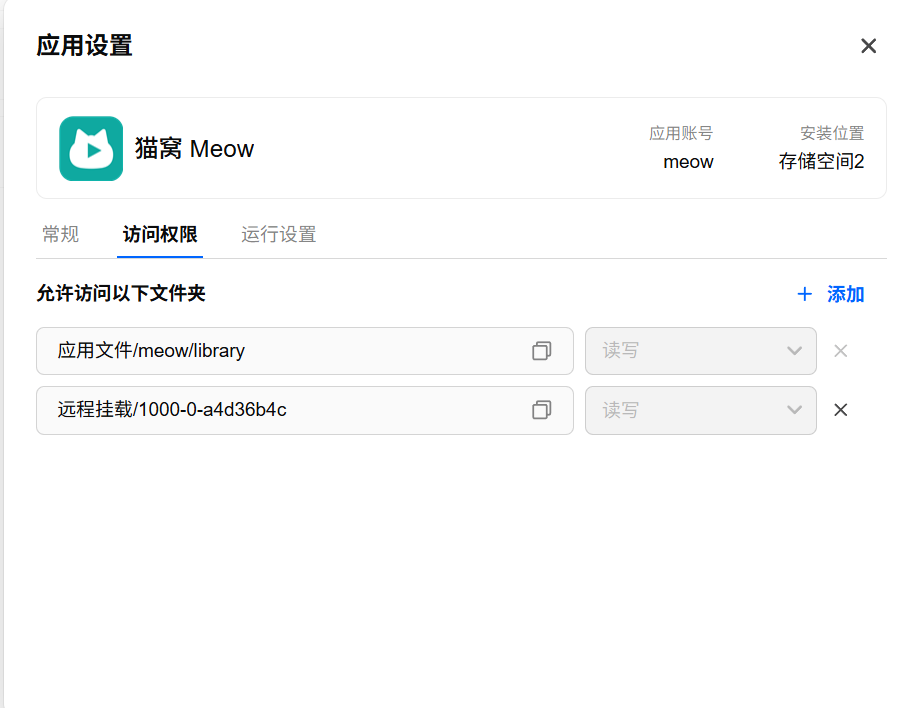 应用设置
猫窝 Meow
应用账号
meow
安装位置
存储空间2
常规
访问权限
运行设置
允许访问以下文件夹
添加
应用文件/meow/library
读写
远程挂载/1000-0-a4d36b4c
读写